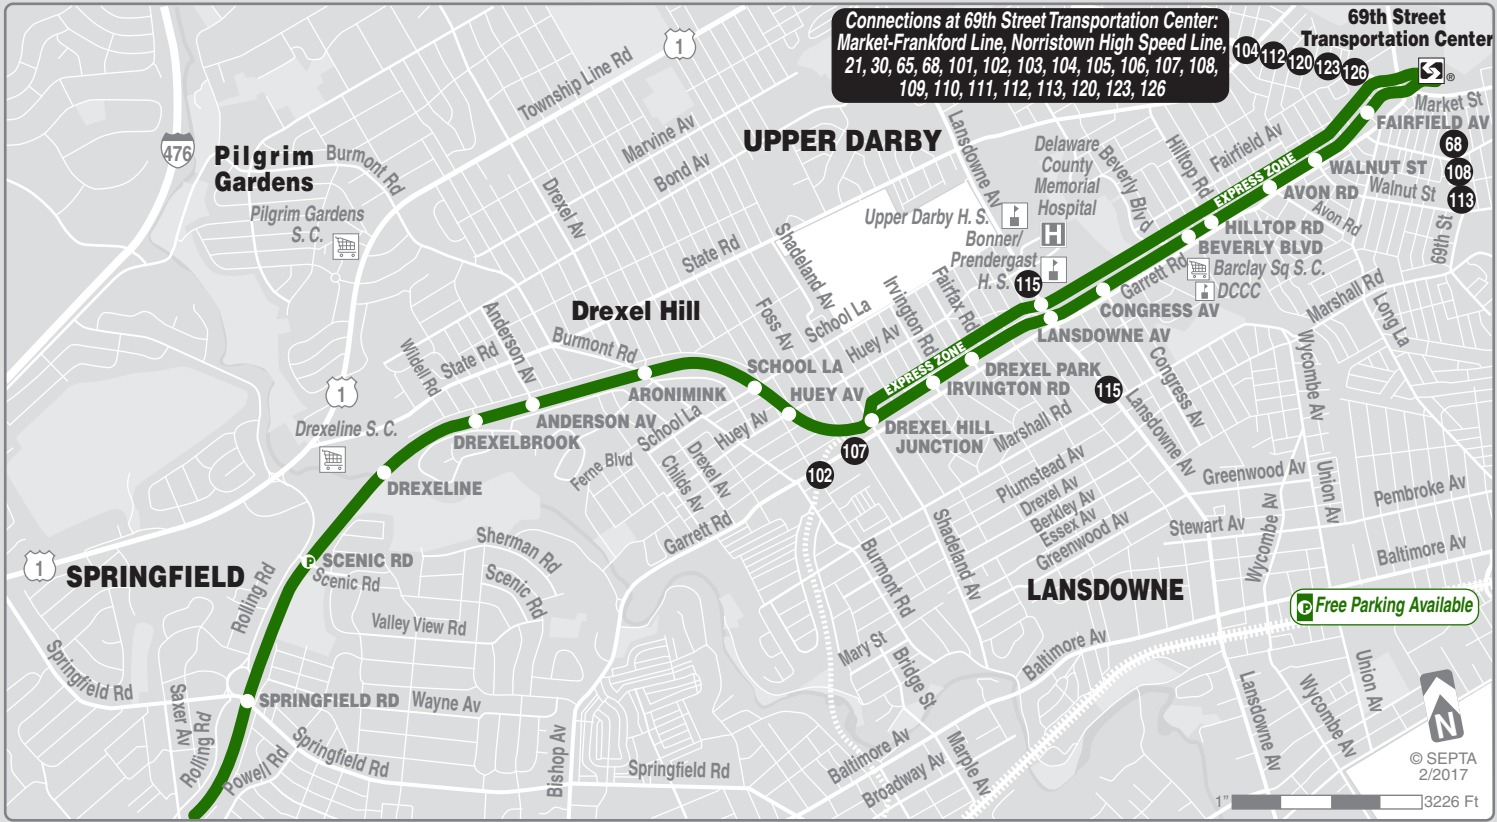 Connections at 69th Street Transportation Center:
Market-Frankford Line, Norristown High Speed Line,
21, 30, 65, 68, 101, 102, 103, 104, 105, 106, 107, 108,
109, 110, 111, 112, 113, 120, 123, 126
69th Street
Transportation Center
104
112
120
123
126
®
Market St
FAIRFIELD AV
68
108
113
WALNUT ST
Walnut St
AVON RD
Avon Rd
69th St
HILLTOP RD
BEVERLY BLVD
Fairfield Av
Hilltop Rd
Beverly Blvd
EXPRESS ZONE
Delaware
County
Memorial
Hospital
H
Lansdowne Av
UPPER DARBY
Upper Darby H. S.
Bonner/
Prendergast
H. S.
115
Garrett Rd
Barclay Sq S. C.
DCCC
Marshall Rd
Long La
CONGRESS AV
LANSDOWNE AV
1
Township Line Rd
Marvine Av
Bond Av
476
Pilgrim
Gardens
Burmont Rd
Pilgrim Gardens
S. C.
Drexel Av
State Rd
Shadeland Av
Drexel Hill
Foss Av
School La
Huey Av
Irvington Rd
Fairfax Rd
EXPRESS ZONE
DREXEL PARK
IRVINGTON RD
115
Congress Av
Lansdowne Av
Wycombe Av
Anderson Av
Burmont Rd
State Rd
Wildell Rd
1
SCHOOL LA
HUEY AV
ARONIMINK
ANDERSON AV
DREXELBROOK
Drexeline S. C.
DREXELINE
School La
Huey Av
Ferne Blvd
Drexel Av
Childs Av
Garrett Rd
DREXEL HILL
JUNCTION
107
102
Marshall Rd
Plumstead Av
Drexel Av
Berkley Av
Essex Av
Greenwood Av
Greenwood Av
Union Av
Pembroke Av
Stewart Av
Wycombe Av
Baltimore Av
Shadeland Av
Burmont Rd
LANSDOWNE
P Free Parking Available
1
SPRINGFIELD
P
SCENIC RD
Scenic Rd
Sherman Rd
Scenic Rd
Rolling Rd
Valley View Rd
Springfield Rd
SPRINGFIELD RD
Wayne Av
Saxer Av
Rolling Rd
Powell Rd
Springfield Rd
Bishop Av
Springfield Rd
Mary St
Bridge St
Baltimore Av
Baltimore Av
Broadway Av
Maple Av
Lansdowne Av
Wycombe Av
Union Av
N
© SEPTA
2/2017
1"
3226 Ft